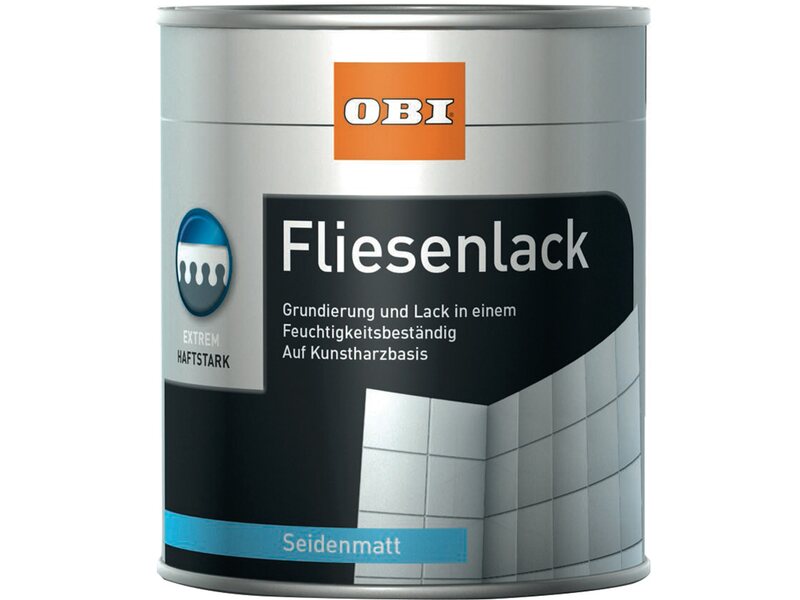 OBI
Fliesenlack
Grundierung und Lack in einem
Feuchtigkeitsbeständig
Auf Kunstharzbasis
EXTREM
HAFTSTARK
Seidenmatt